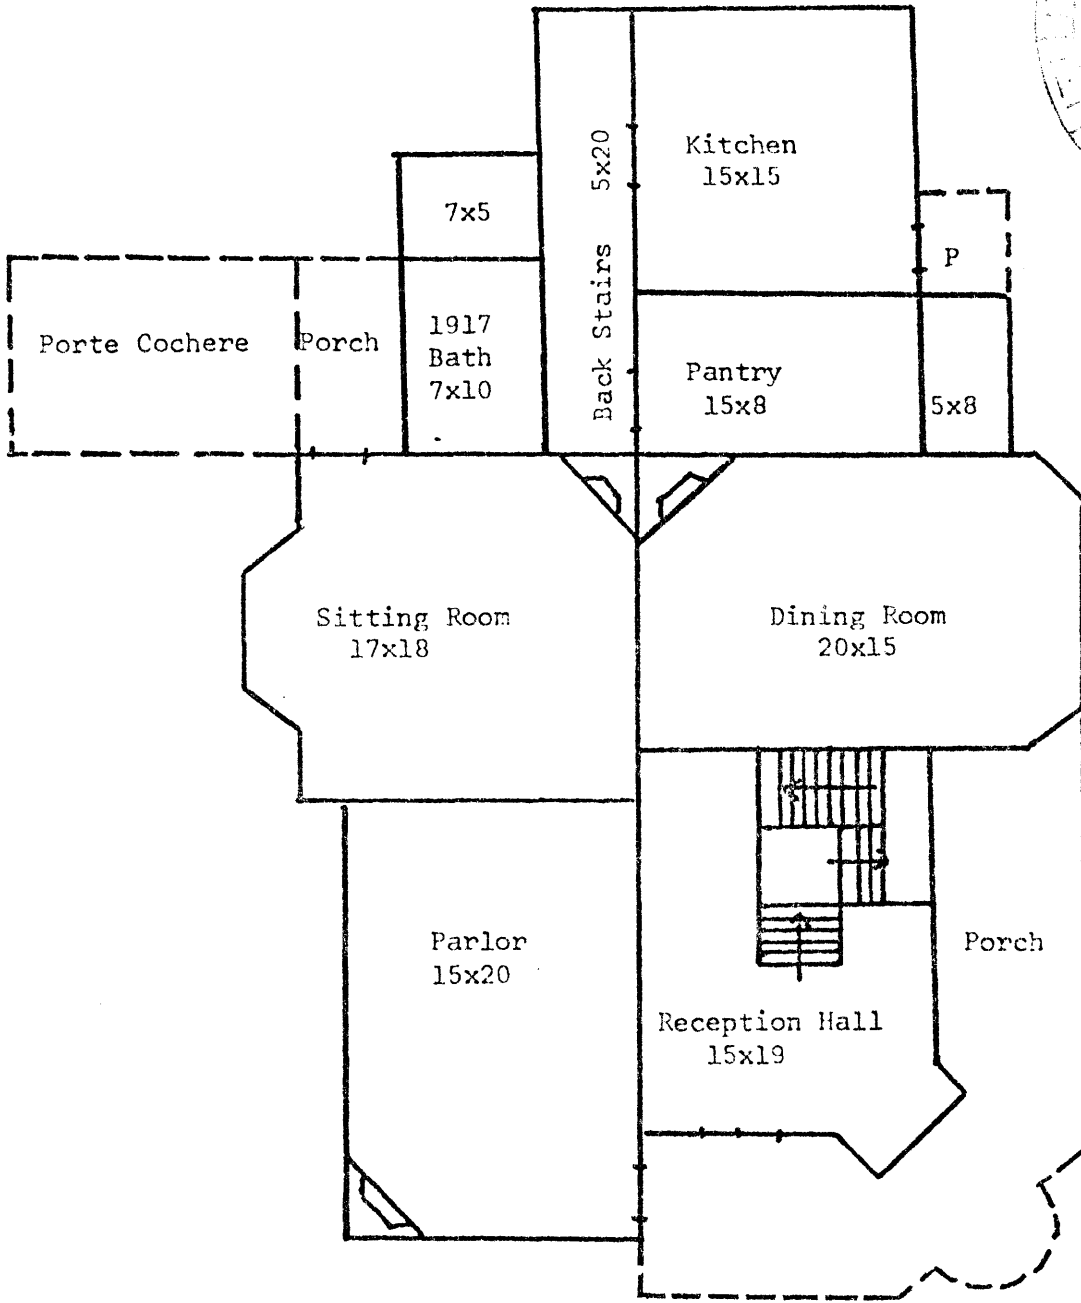 Kitchen
15x15
Back Stairs 5x20
7x5
P
Porte Cochere
Porch
1917
Bath
7x10
Pantry
15x8
5x8
Sitting Room
17x18
Dining Room
20x15
Parlor
15x20
Porch
Reception Hall
15x19